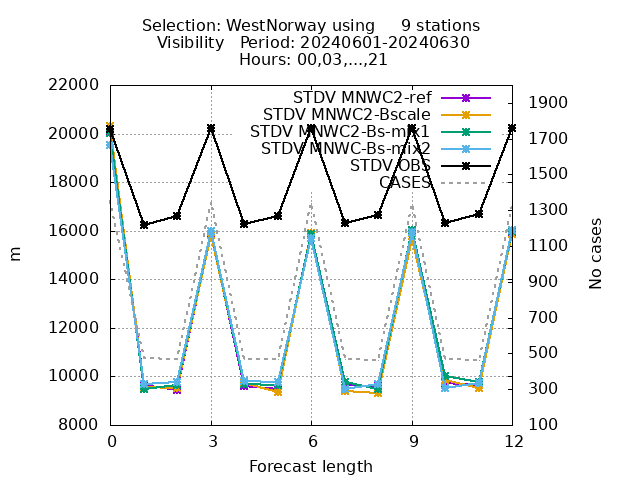 Selection: WestNorway using     9 stations
Visibility   Period: 20240601-20240630
Hours: 00,03,...,21
STDV MNWC2-ref
STDV MNWC2-Bscale
STDV MNWC2-Bs-mix1
STDV MNWC-Bs-mix2
STDV OBS
CASES
22000
20000
18000
16000
14000
12000
10000
8000
m
1900
1700
1500
1300
1100
900
700
500
300
100
No cases
0 3 6 9 12
Forecast length